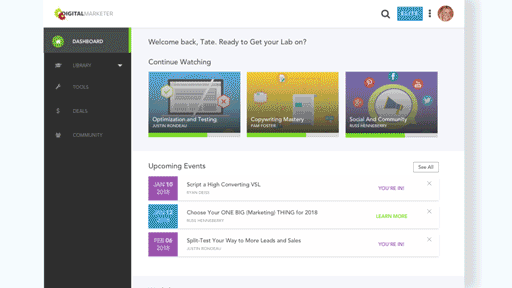 DIGITALMARKETER
ELITE
DASHBOARD
LIBRARY
TOOLS
DEALS
COMMUNITY
Welcome back, Tate. Ready to Get your Lab on?
Continue Watching
Optimization and Testing
JUSTIN RONDEAU
Copywriting Mastery
PAM FOSTER
Social And Community
RUSS HENNEBERRY
Upcoming Events
See All
JAN 10
2018
Script a High Converting VSL
RYAN DEISS
YOU'RE IN!
JAN 12
2018
Choose Your ONE BIG (Marketing) THING for 2018
RUSS HENNEBERRY
LEARN MORE
FEB 06
2018
Split-Test Your Way to More Leads and Sales
JUSTIN RONDEAU
YOU'RE IN!